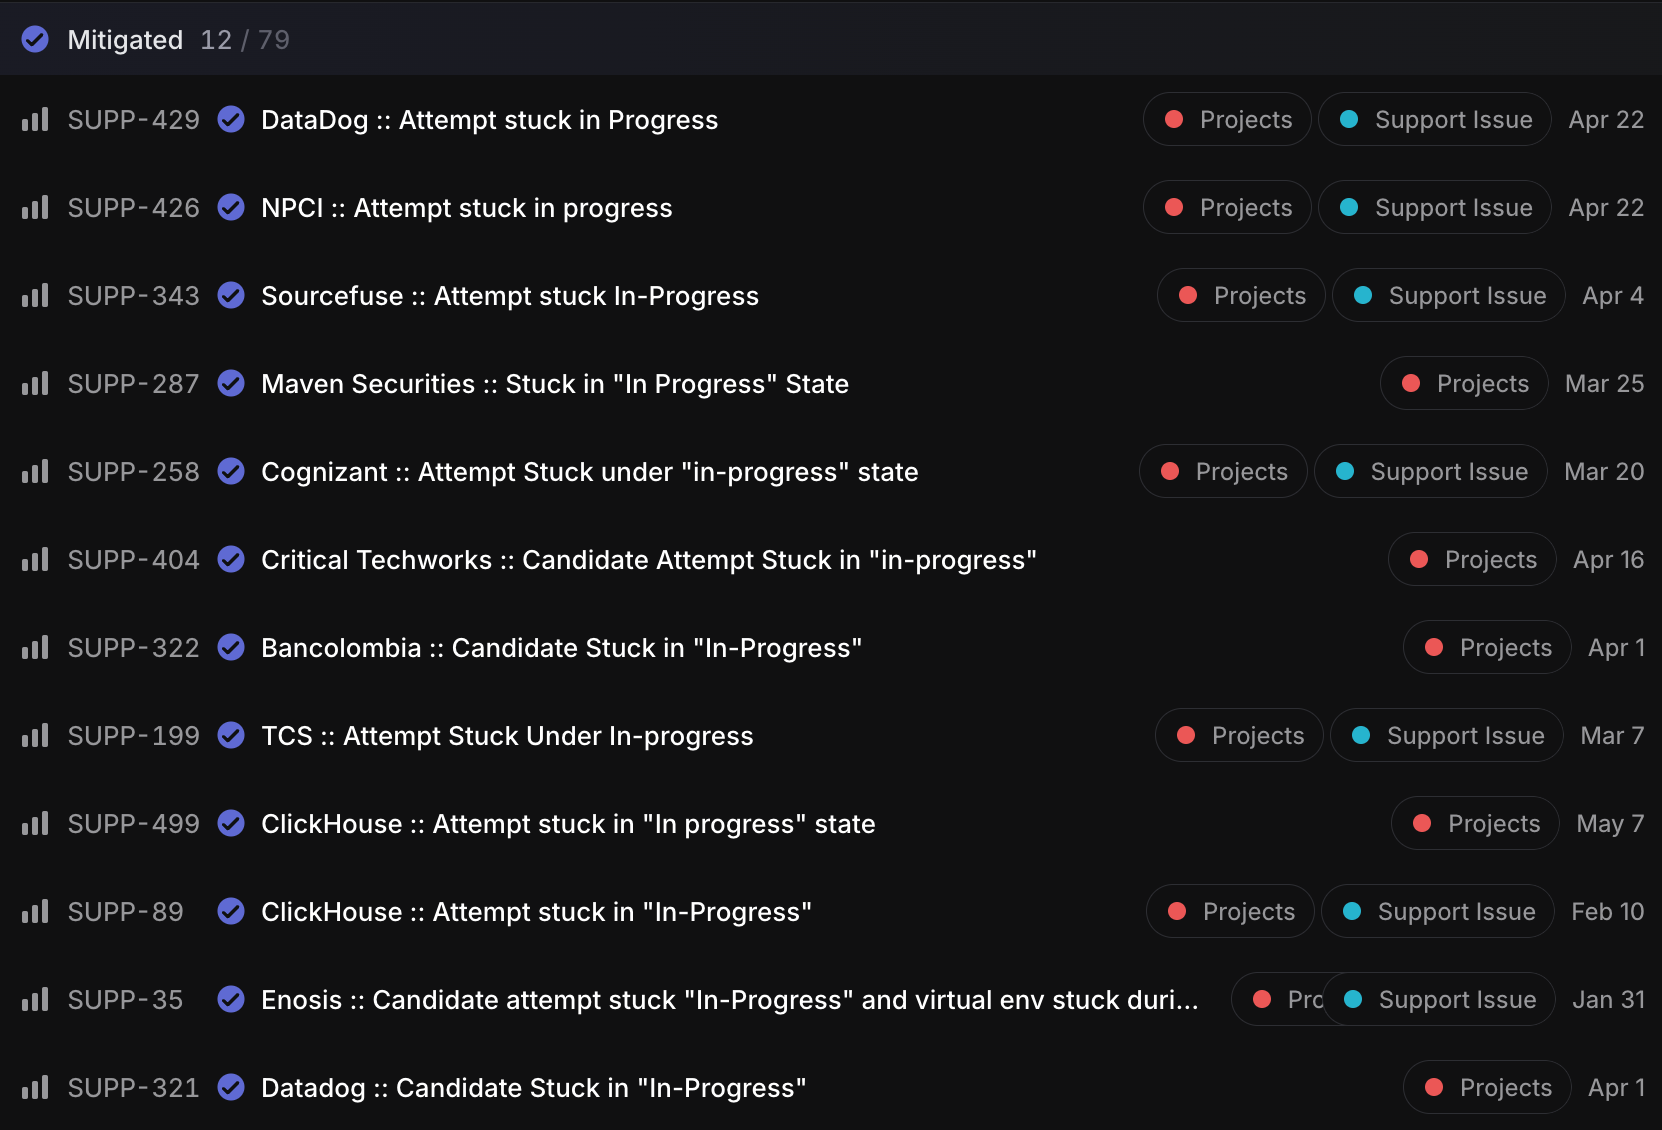 Mitigated 12 / 79
SUPP-429 DataDog :: Attempt stuck in Progress Projects Support Issue Apr 22
SUPP-426 NPCI :: Attempt stuck in progress Projects Support Issue Apr 22
SUPP-343 Sourcefuse :: Attempt stuck In-Progress Projects Support Issue Apr 4
SUPP-287 Maven Securities :: Stuck in "In Progress" State Projects Mar 25
SUPP-258 Cognizant :: Attempt Stuck under "in-progress" state Projects Support Issue Mar 20
SUPP-404 Critical Techworks :: Candidate Attempt Stuck in "in-progress" Projects Apr 16
SUPP-322 Bancolombia :: Candidate Stuck in "In-Progress" Projects Apr 1
SUPP-199 TCS :: Attempt Stuck Under In-progress Projects Support Issue Mar 7
SUPP-499 ClickHouse :: Attempt stuck in "In progress" state Projects May 7
SUPP-89 ClickHouse :: Attempt stuck in "In-Progress" Projects Support Issue Feb 10
SUPP-35 Enosis :: Candidate attempt stuck "In-Progress" and virtual env stuck duri... Pro Support Issue Jan 31
SUPP-321 Datadog :: Candidate Stuck in "In-Progress" Projects Apr 1